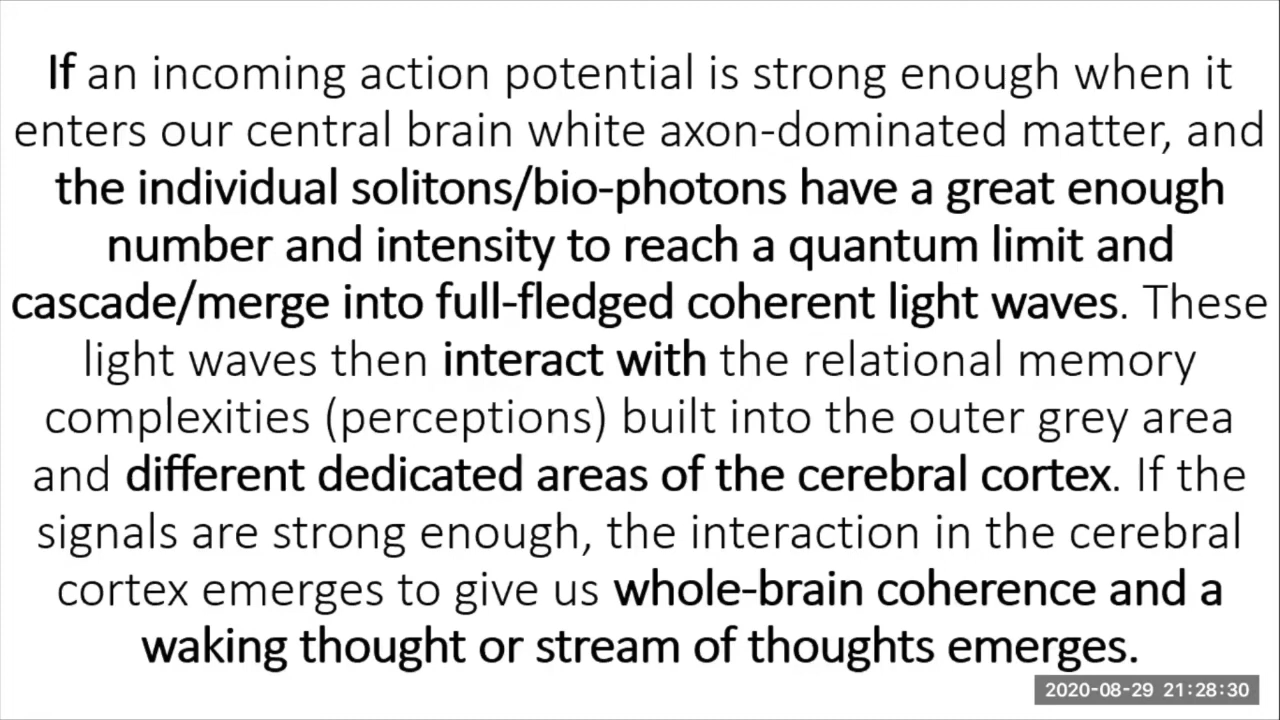 If an incoming action potential is strong enough when it
enters our central brain white axon-dominated matter, and
the individual solitons/bio-photons have a great enough
number and intensity to reach a quantum limit and
cascade/merge into full-fledged coherent light waves. These
light waves then interact with the relational memory
complexities (perceptions) built into the outer grey area
and different dedicated areas of the cerebral cortex. If the
signals are strong enough, the interaction in the cerebral
cortex emerges to give us whole-brain coherence and a
waking thought or stream of thoughts emerges.
2020-08-29 21:28:30